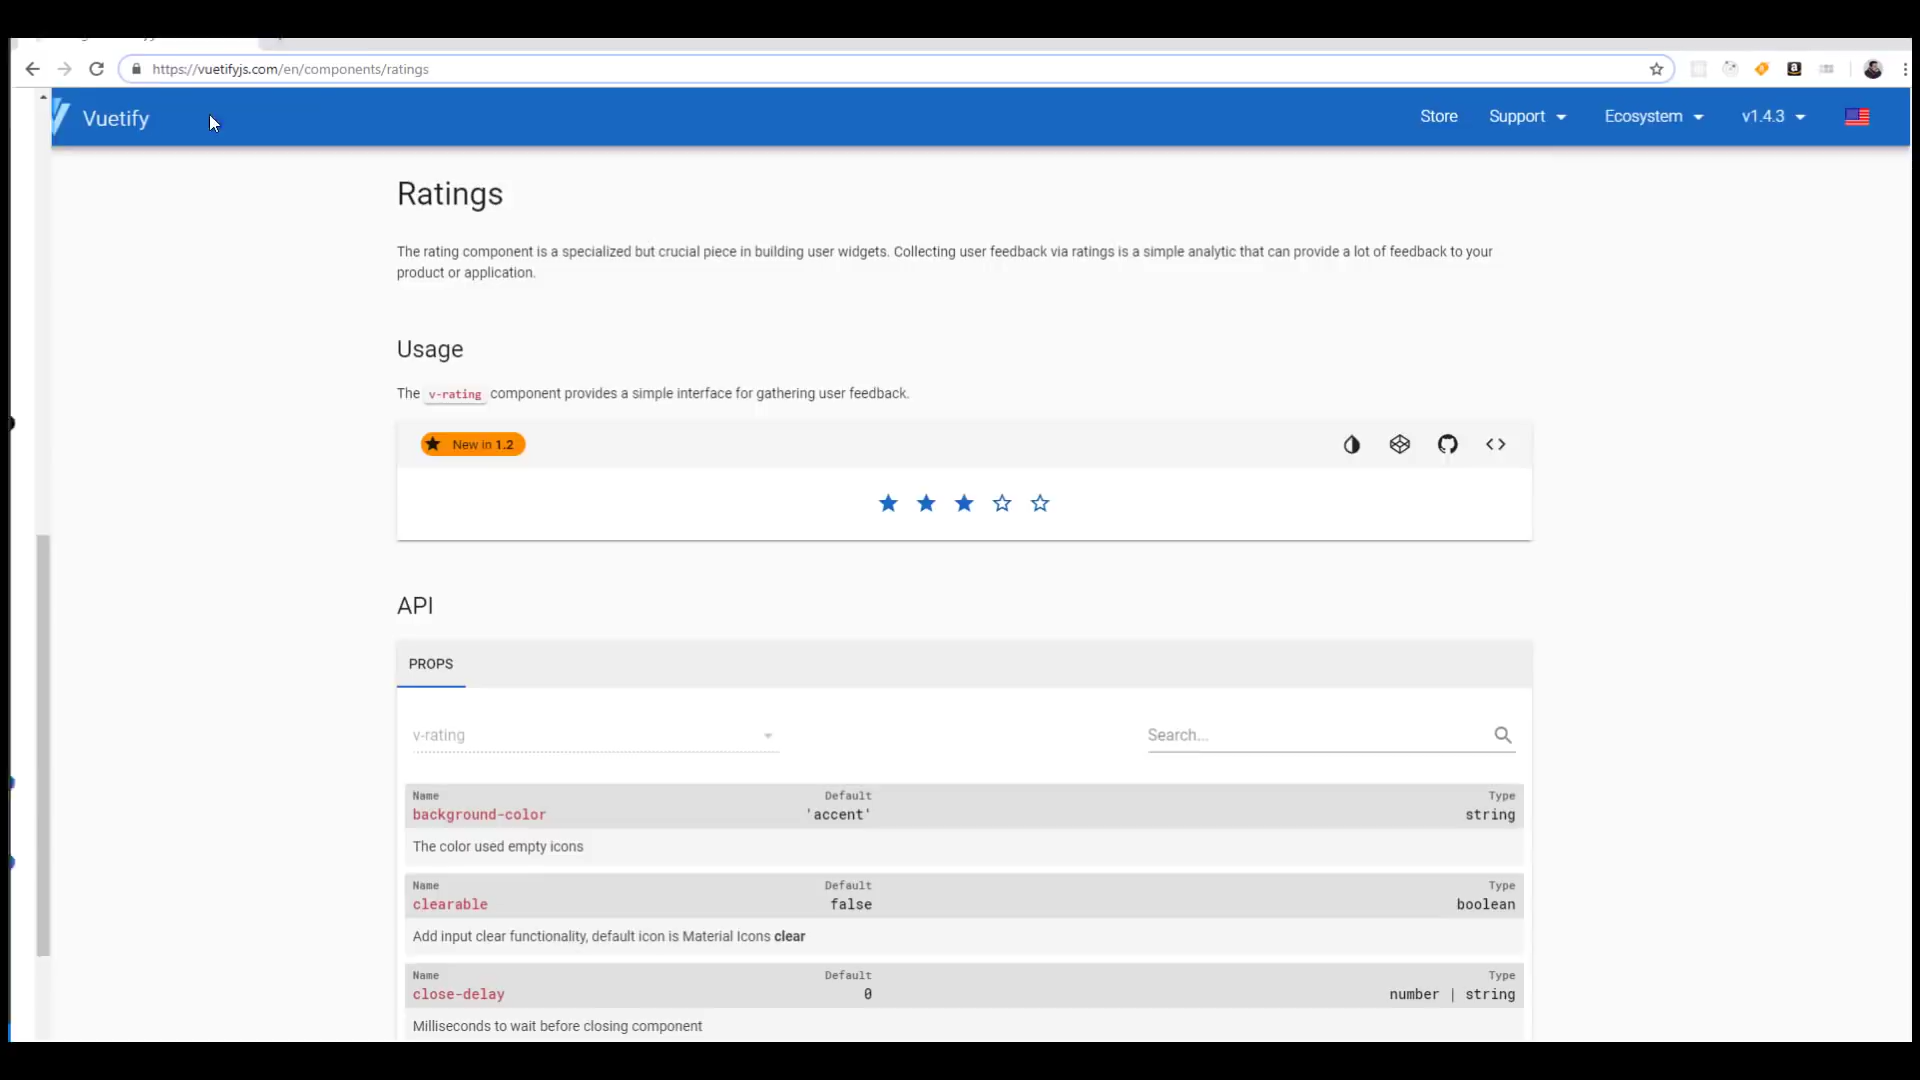 https://vuetifyjs.com/en/components/ratings
Vuetify
Store
Support
Ecosystem
v1.4.3
Ratings
The rating component is a specialized but crucial piece in building user widgets. Collecting user feedback via ratings is a simple analytic that can provide a lot of feedback to your
product or application.
Usage
The v-rating component provides a simple interface for gathering user feedback.
New in 1.2
API
PROPS
v-rating
Search...
Name Default Type
background-color 'accent' string
The color used empty icons
Name Default Type
clearable false boolean
Add input clear functionality, default icon is Material Icons clear
Name Default Type
close-delay 0 number | string
Milliseconds to wait before closing component